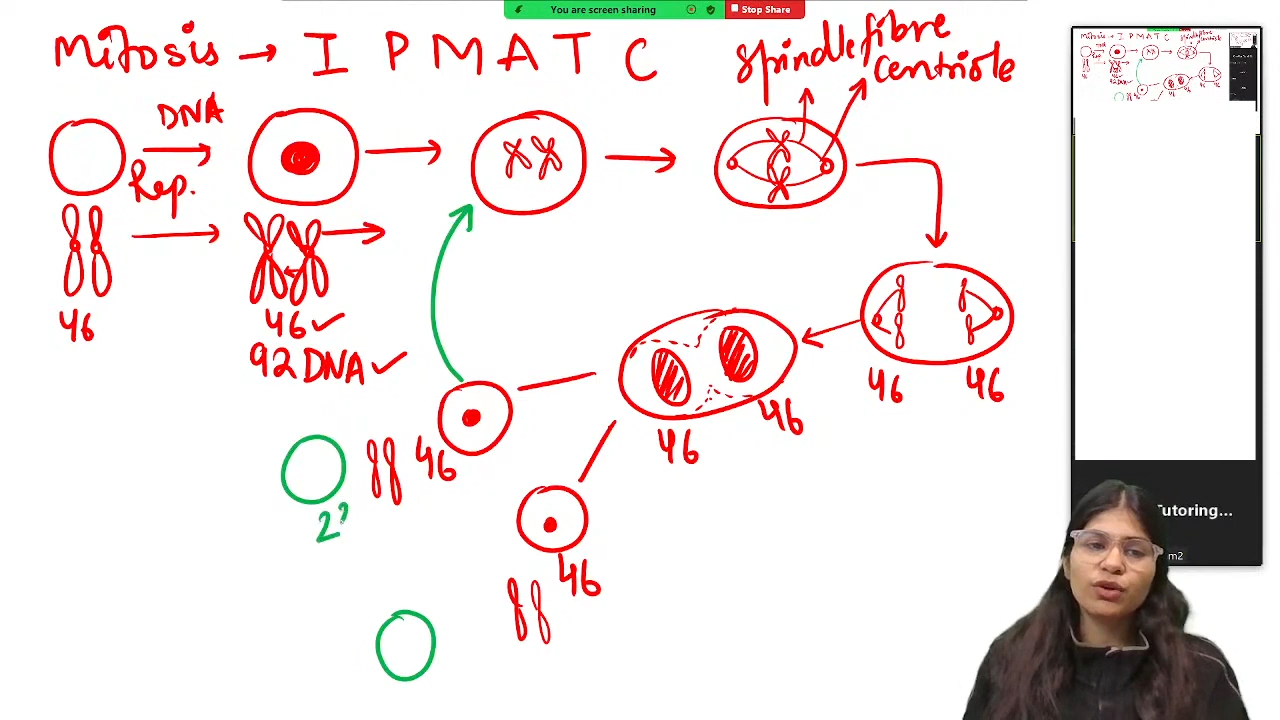 You are screen sharing
Stop Share
Mitosis → I P M A T C
Spindle fibre
Centriole
DNA
Rep.
46
46 ✓
92 DNA ✓
46
46
46
46
46
46
Tutoring...
m2